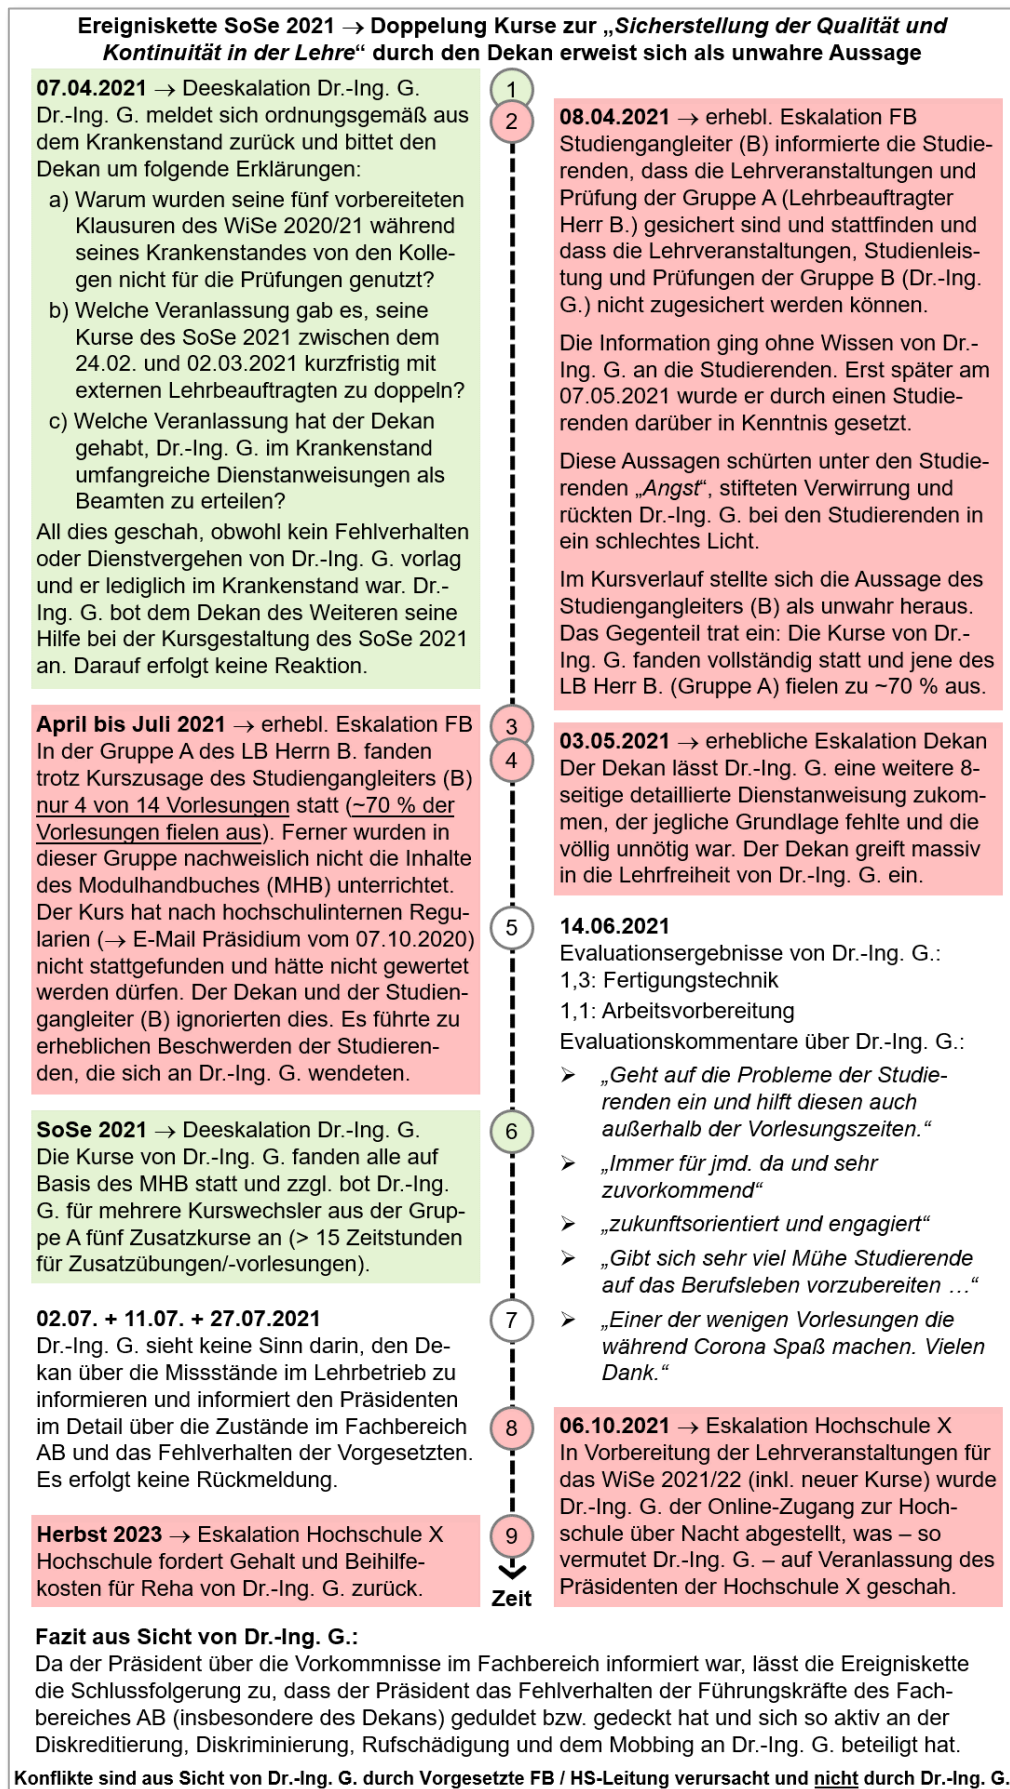 Ereigniskette SoSe 2021 → Doppelung Kurse zur „Sicherstellung der Qualität und
Kontinuität in der Lehre“ durch den Dekan erweist sich als unwahre Aussage
1
07.04.2021 → Deeskalation Dr.-Ing. G.
Dr.-Ing. G. meldet sich ordnungsgemäß aus
dem Krankenstand zurück und bittet den
Dekan um folgende Erklärungen:
a) Warum wurden seine fünf vorbereiteten
Klausuren des WiSe 2020/21 während
seines Krankenstandes von den Kolle-
gen nicht für die Prüfungen genutzt?
b) Welche Veranlassung gab es, seine
Kurse des SoSe 2021 zwischen dem
24.02. und 02.03.2021 kurzfristig mit
externen Lehrbeauftragten zu doppeln?
c) Welche Veranlassung hat der Dekan
gehabt, Dr.-Ing. G. im Krankenstand
umfangreiche Dienstanweisungen als
Beamten zu erteilen?
All dies geschah, obwohl kein Fehlverhalten
oder Dienstvergehen von Dr.-Ing. G. vorlag
und er lediglich im Krankenstand war. Dr.-
Ing. G. bot dem Dekan des Weiteren seine
Hilfe bei der Kursgestaltung des SoSe 2021
an. Darauf erfolgt keine Reaktion.
2
08.04.2021 → erhebl. Eskalation FB
Studiengangleiter (B) informierte die Studie-
renden, dass die Lehrveranstaltungen und
Prüfung der Gruppe A (Lehrbeauftragter
Herr B.) gesichert sind und stattfinden und
dass die Lehrveranstaltungen, Studienleis-
tung und Prüfungen der Gruppe B (Dr.-Ing.
G.) nicht zugesichert werden können.
Die Information ging ohne Wissen von Dr.-
Ing. G. an die Studierenden. Erst später am
07.05.2021 wurde er durch einen Studie-
renden darüber in Kenntnis gesetzt.
Diese Aussagen schürten unter den Studie-
renden „Angst“, stifteten Verwirrung und
rückten Dr.-Ing. G. bei den Studierenden in
ein schlechtes Licht.
Im Kursverlauf stellte sich die Aussage des
Studiengangleiters (B) als unwahr heraus.
Das Gegenteil trat ein: Die Kurse von Dr.-
Ing. G. fanden vollständig statt und jene des
LB Herr B. (Gruppe A) fielen zu ~70 % aus.
3
April bis Juli 2021 → erhebl. Eskalation FB
In der Gruppe A des LB Herrn B. fanden
trotz Kurszusage des Studiengangleiters (B)
nur 4 von 14 Vorlesungen statt (~70 % der
Vorlesungen fielen aus). Ferner wurden in
dieser Gruppe nachweislich nicht die Inhalte
des Modulhandbuches (MHB) unterrichtet.
Der Kurs hat nach hochschulinternen Regu-
larien (→ E-Mail Präsidium vom 07.10.2020)
nicht stattgefunden und hätte nicht gewertet
werden dürfen. Der Dekan und der Studien-
gangleiter (B) ignorierten dies. Es führte zu
erheblichen Beschwerden der Studieren-
den, die sich an Dr.-Ing. G. wendeten.
4
03.05.2021 → erhebliche Eskalation Dekan
Der Dekan lässt Dr.-Ing. G. eine weitere 8-
seitige detaillierte Dienstanweisung zukom-
men, der jegliche Grundlage fehlte und die
völlig unnötig war. Der Dekan greift massiv
in die Lehrfreiheit von Dr.-Ing. G. ein.
5
14.06.2021
Evaluationsergebnisse von Dr.-Ing. G.:
1,3: Fertigungstechnik
1,1: Arbeitsvorbereitung
Evaluationskommentare über Dr.-Ing. G.:
➢ „Geht auf die Probleme der Studie-
renden ein und hilft diesen auch
außerhalb der Vorlesungszeiten.“
➢ „Immer für jmd. da und sehr
zuvorkommend“
➢ „zukunftsorientiert und engagiert“
➢ „Gibt sich sehr viel Mühe Studierende
auf das Berufsleben vorzubereiten …“
➢ „Einer der wenigen Vorlesungen die
während Corona Spaß machen. Vielen
Dank.“
6
SoSe 2021 → Deeskalation Dr.-Ing. G.
Die Kurse von Dr.-Ing. G. fanden alle auf
Basis des MHB statt und zzgl. bot Dr.-Ing.
G. für mehrere Kurswechsler aus der Grup-
pe A fünf Zusatzkurse an (> 15 Zeitstunden
für Zusatzübungen/-vorlesungen).
7
02.07. + 11.07. + 27.07.2021
Dr.-Ing. G. sieht keine Sinn darin, den De-
kan über die Missstände im Lehrbetrieb zu
informieren und informiert den Präsidenten
im Detail über die Zustände im Fachbereich
AB und das Fehlverhalten der Vorgesetzten.
Es erfolgt keine Rückmeldung.
8
06.10.2021 → Eskalation Hochschule X
In Vorbereitung der Lehrveranstaltungen für
das WiSe 2021/22 (inkl. neuer Kurse) wurde
Dr.-Ing. G. der Online-Zugang zur Hoch-
schule über Nacht abgestellt, was – so
vermutet Dr.-Ing. G. – auf Veranlassung des
Präsidenten der Hochschule X geschah.
9
Herbst 2023 → Eskalation Hochschule X
Hochschule fordert Gehalt und Beihilfe-
kosten für Reha von Dr.-Ing. G. zurück.
Zeit
Fazit aus Sicht von Dr.-Ing. G.:
Da der Präsident über die Vorkommnisse im Fachbereich informiert war, lässt die Ereigniskette
die Schlussfolgerung zu, dass der Präsident das Fehlverhalten der Führungskräfte des Fach-
bereiches AB (insbesondere des Dekans) geduldet bzw. gedeckt hat und sich so aktiv an der
Diskreditierung, Diskriminierung, Rufschädigung und dem Mobbing an Dr.-Ing. G. beteiligt hat.
Konflikte sind aus Sicht von Dr.-Ing. G. durch Vorgesetzte FB / HS-Leitung verursacht und nicht durch Dr.-Ing. G.